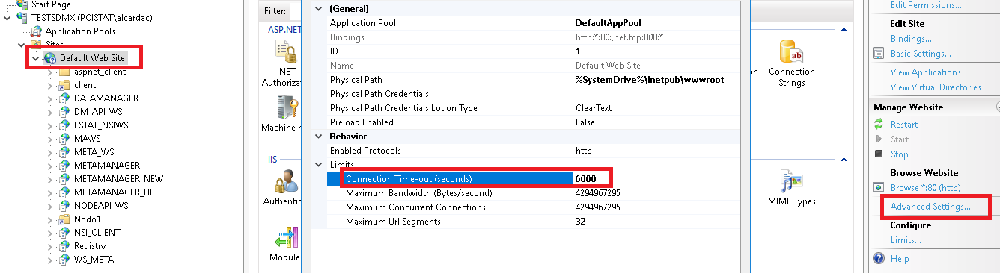 Start Page
TESTSDMX (PCISTAT\alcardac)
Application Pools
Sites
Default Web Site
aspnet_client
client
DATAMANAGER
DM_API_WS
ESTAT_NSIWS
MAWS
META_WS
METAMANAGER
METAMANAGER_NEW
METAMANAGER_ULT
NODEAPI_WS
Nodo1
NSI_CLIENT
Registry
WS_META
Filter:
ASP.NET
.NET
Authorizat
Machine K
IIS
Authentic
Module
(General)
Application Pool DefaultAppPool
Bindings http:*:80:,net.tcp:808:*
ID 1
Name Default Web Site
Physical Path %SystemDrive%\inetpub\wwwroot
Physical Path Credentials
Physical Path Credentials Logon Type ClearText
Preload Enabled False
Behavior
Enabled Protocols http
Limits
Connection Time-out (seconds) 6000
Maximum Bandwidth (Bytes/second) 4294967295
Maximum Concurrent Connections 4294967295
Maximum Url Segments 32
ab
Connection
Strings
MIME Types
Edit Permissions...
Edit Site
Bindings...
Basic Settings...
View Applications
View Virtual Directories
Manage Website
Restart
Start
Stop
Browse Website
Browse *:80 (http)
Advanced Settings...
Configure
Limits...
Help